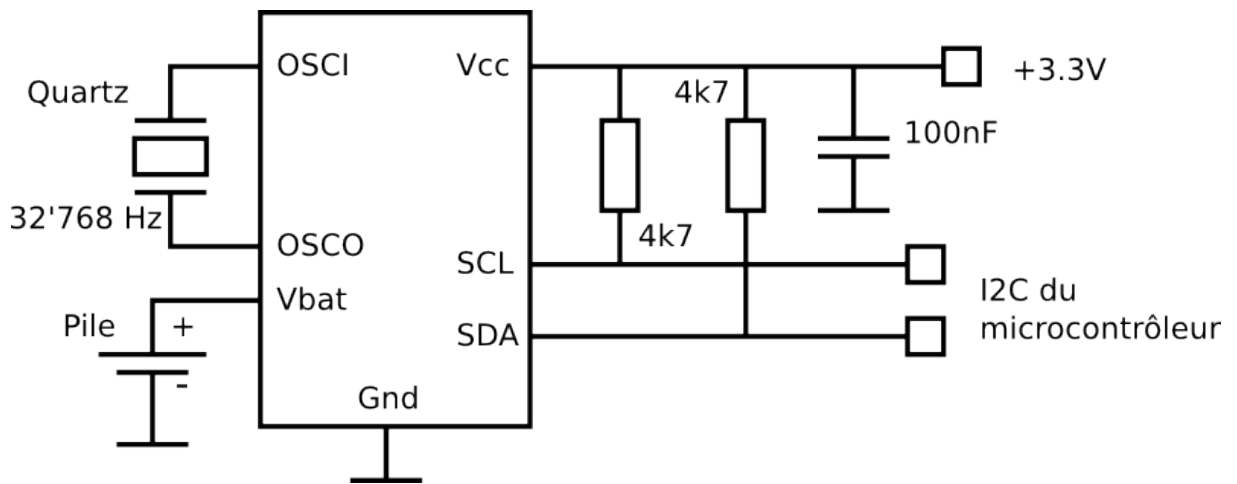 OSCI
Vcc
+3.3V
Quartz
4k7
100nF
32'768 Hz
4k7
OSCO
SCL
Vbat
I2C du
microcontrôleur
Pile
+
SDA
-
Gnd